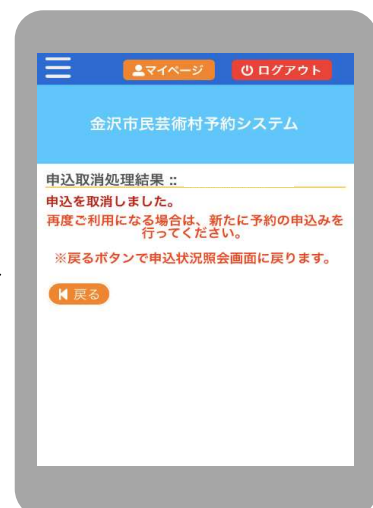 マイページ ログアウト
金沢市民芸術村予約システム
申込取消処理結果 ::
申込を取消しました。
再度ご利用になる場合は、新たに予約の申込みを
行ってください。
※戻るボタンで申込状況照会画面に戻ります。
戻る